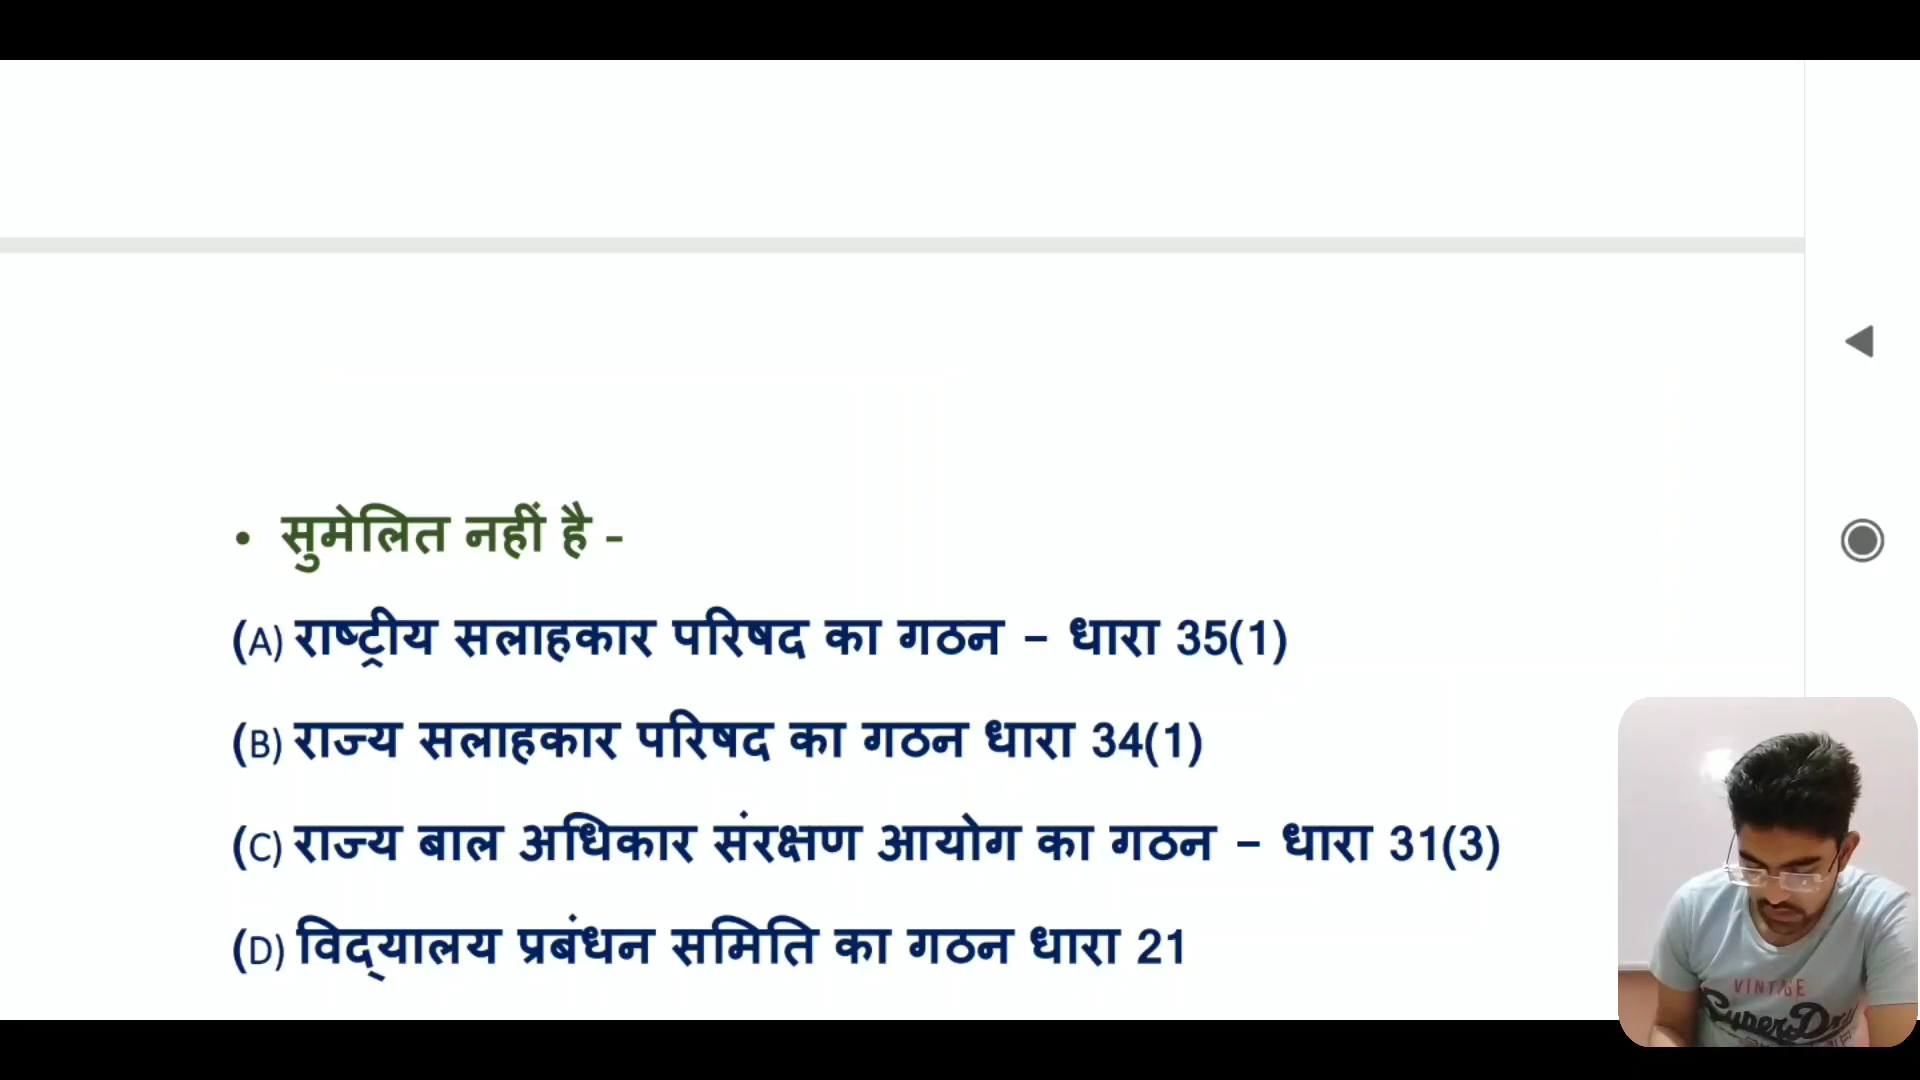 • सुमेलित नहीं है -
(A) राष्ट्रीय सलाहकार परिषद का गठन – धारा 35(1)
(B) राज्य सलाहकार परिषद का गठन धारा 34(1)
(C) राज्य बाल अधिकार संरक्षण आयोग का गठन – धारा 31(3)
(D) विद्यालय प्रबंधन समिति का गठन धारा 21
VINTAGE